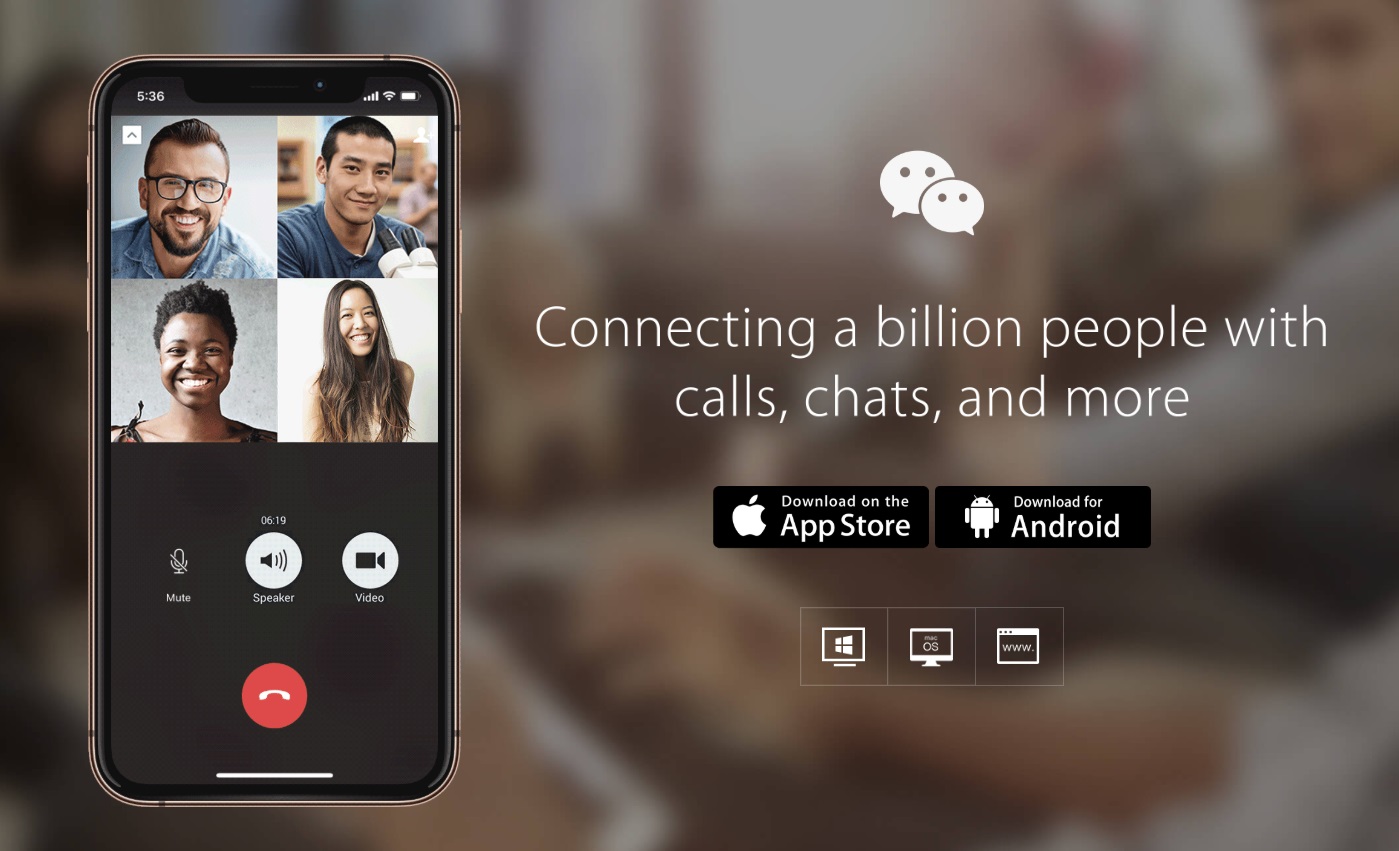 5:36
Connecting a billion people with
calls, chats, and more
Download on the
App Store
Download for
Android
06:19
Mute
Speaker
Video
mac
OS
www.